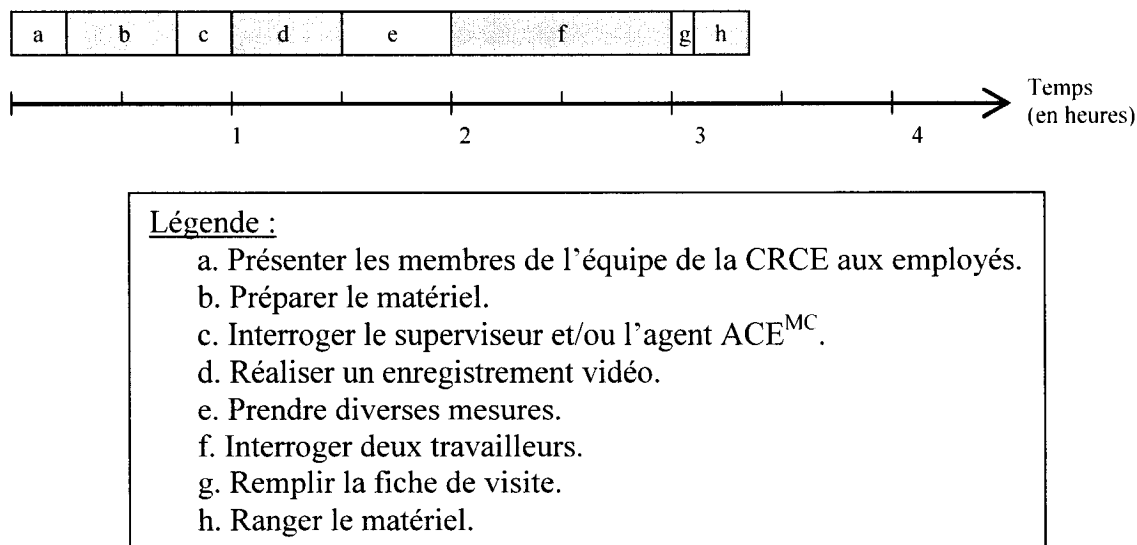 a b c d e f g h
Temps
(en heures)
1 2 3 4
Légende :
a. Présenter les membres de l'équipe de la CRCE aux employés.
b. Préparer le matériel.
c. Interroger le superviseur et/ou l'agent ACE^MC.
d. Réaliser un enregistrement vidéo.
e. Prendre diverses mesures.
f. Interroger deux travailleurs.
g. Remplir la fiche de visite.
h. Ranger le matériel.